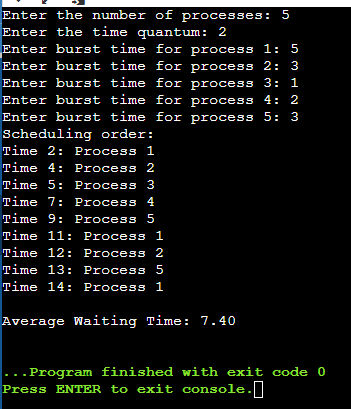 Enter the number of processes: 5
Enter the time quantum: 2
Enter burst time for process 1: 5
Enter burst time for process 2: 3
Enter burst time for process 3: 1
Enter burst time for process 4: 2
Enter burst time for process 5: 3
Scheduling order:
Time 2: Process 1
Time 4: Process 2
Time 5: Process 3
Time 7: Process 4
Time 9: Process 5
Time 11: Process 1
Time 12: Process 2
Time 13: Process 5
Time 14: Process 1
Average Waiting Time: 7.40
...Program finished with exit code 0
Press ENTER to exit console.